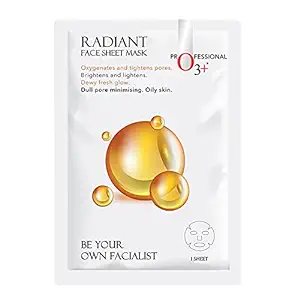 RADIANT
FACE SHEET MASK
PROFESSIONAL
O3+
Oxygenates and tightens pores.
Brightens and lightens.
Dewy fresh glow.
Dull pore minimising. Oily skin.
BE YOUR
OWN FACIALIST
1 SHEET